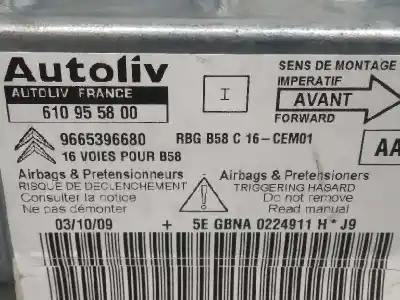 Autoliv
AUTOLIV FRANCE
610 95 58 00
I
SENS DE MONTAGE
IMPERATIF
AVANT
FORWARD
9665396680 RBG B58 C 16-CEM01
16 VOIES POUR B58
AA
Airbags & Pretensionneurs
RISQUE DE DECLENCHEMENT
Consulter la notice
Ne pas démonter
!
Airbags & Pretensioners
TRIGGERING HASARD
Do not remove
Read manual
03/10/09 + 5E GBNA 0224911 H*J9